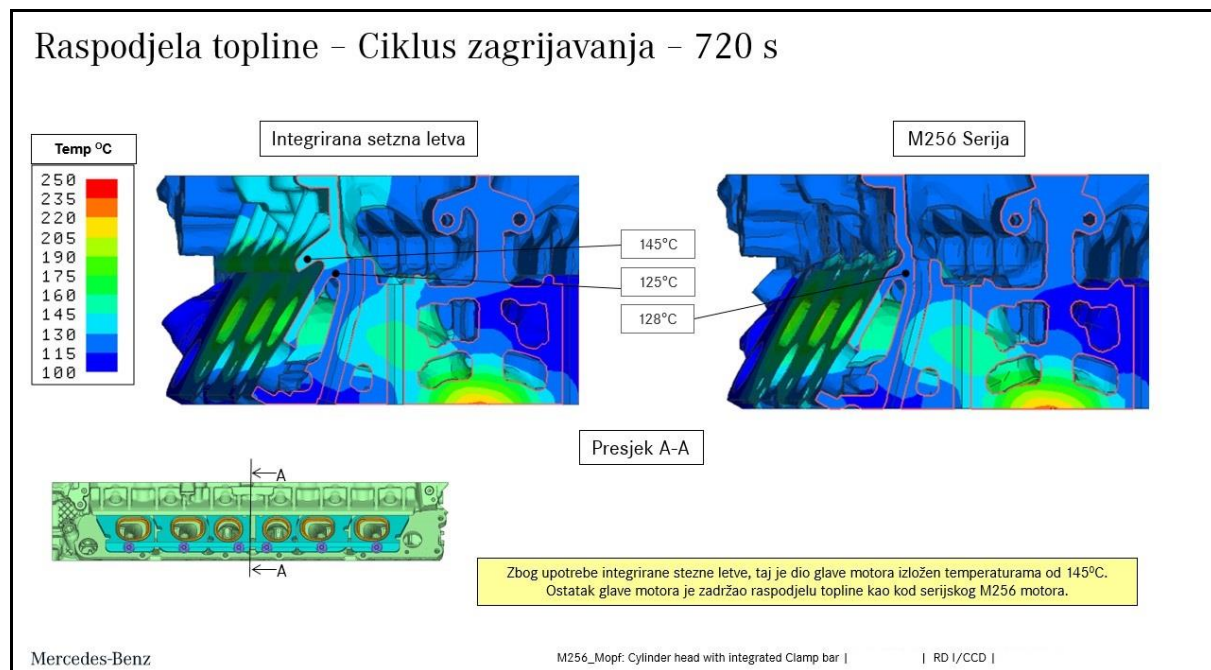 Raspodjela topline – Ciklus zagrijavanja – 720 s
Integrirana setzna letva
M256 Serija
Temp ⁰C
250
235
220
205
190
175
160
145
130
115
100
145°C
125°C
128°C
Presjek A-A
A
A
Zbog upotrebe integrirane stezne letve, taj je dio glave motora izložen temperaturama od 145⁰C.
Ostatak glave motora je zadržao raspodjelu topline kao kod serijskog M256 motora.
Mercedes-Benz
M256_Mopf: Cylinder head with integrated Clamp bar | | RD I/CCD |